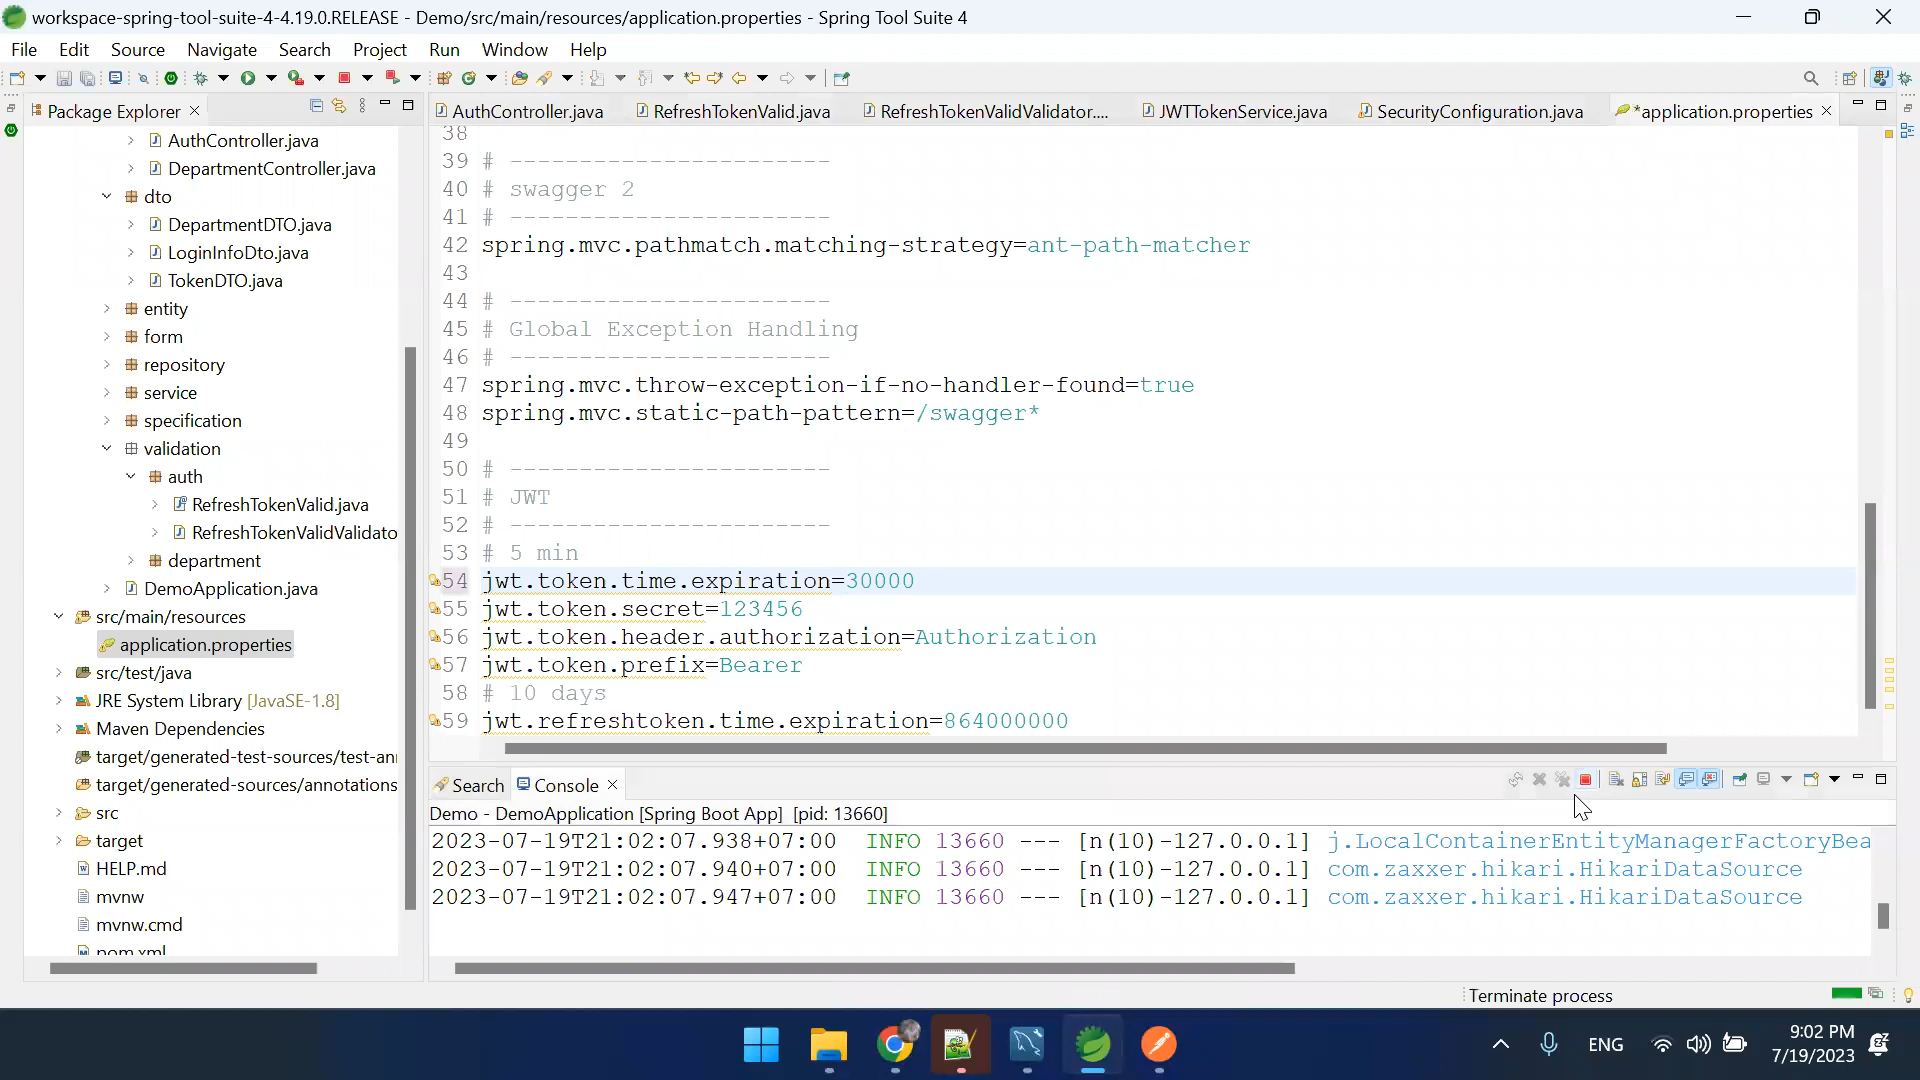 workspace-spring-tool-suite-4-4.19.0.RELEASE - Demo/src/main/resources/application.properties - Spring Tool Suite 4
File Edit Source Navigate Search Project Run Window Help
Package Explorer
AuthController.java
DepartmentController.java
dto
DepartmentDTO.java
LoginInfoDto.java
TokenDTO.java
entity
form
repository
service
specification
validation
auth
RefreshTokenValid.java
RefreshTokenValidValidato
department
DemoApplication.java
src/main/resources
application.properties
src/test/java
JRE System Library [JavaSE-1.8]
Maven Dependencies
target/generated-test-sources/test-ann
target/generated-sources/annotations
src
target
HELP.md
mvnw
mvnw.cmd
pom.xml
AuthController.java RefreshTokenValid.java RefreshTokenValidValidator.... JWTTokenService.java SecurityConfiguration.java *application.properties
38
39 # -----------------------
40 # swagger 2
41 # -----------------------
42 spring.mvc.pathmatch.matching-strategy=ant-path-matcher
43
44 # -----------------------
45 # Global Exception Handling
46 # -----------------------
47 spring.mvc.throw-exception-if-no-handler-found=true
48 spring.mvc.static-path-pattern=/swagger*
49
50 # -----------------------
51 # JWT
52 # -----------------------
53 # 5 min
54 jwt.token.time.expiration=30000
55 jwt.token.secret=123456
56 jwt.token.header.authorization=Authorization
57 jwt.token.prefix=Bearer
58 # 10 days
59 jwt.refreshtoken.time.expiration=864000000
Search Console
Demo - DemoApplication [Spring Boot App] [pid: 13660]
2023-07-19T21:02:07.938+07:00 INFO 13660 --- [n(10)-127.0.0.1] j.LocalContainerEntityManagerFactoryBea
2023-07-19T21:02:07.940+07:00 INFO 13660 --- [n(10)-127.0.0.1] com.zaxxer.hikari.HikariDataSource
2023-07-19T21:02:07.947+07:00 INFO 13660 --- [n(10)-127.0.0.1] com.zaxxer.hikari.HikariDataSource
Terminate process
ENG
9:02 PM
7/19/2023